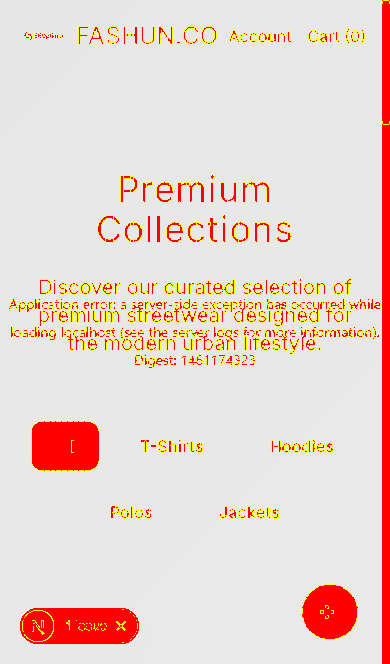 FASHUN.CO Account Cart (0)
Premium
Collections
Discover our curated selection of
Application error: a server-side exception has occurred while
premium streetwear designed for
loading localhost (see the server logs for more information).
the modern urban lifestyle.
Digest: 1461174323
T-Shirts Hoodies
Polos Jackets